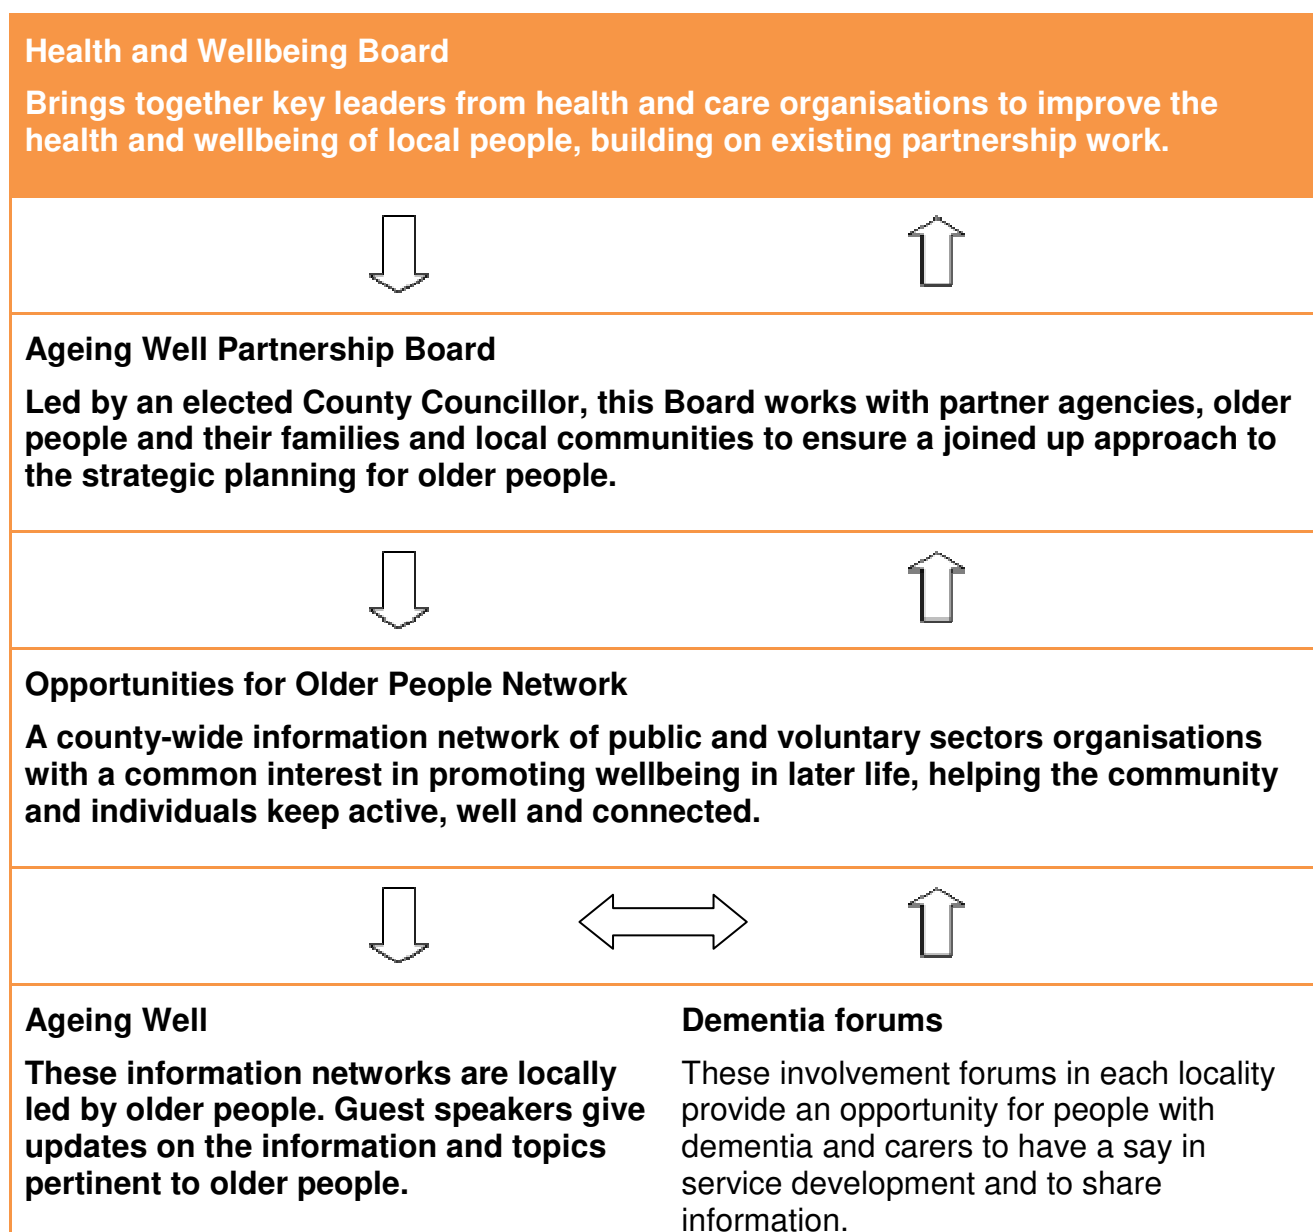 Health and Wellbeing Board
Brings together key leaders from health and care organisations to improve the
health and wellbeing of local people, building on existing partnership work.
Ageing Well Partnership Board
Led by an elected County Councillor, this Board works with partner agencies, older
people and their families and local communities to ensure a joined up approach to
the strategic planning for older people.
Opportunities for Older People Network
A county-wide information network of public and voluntary sectors organisations
with a common interest in promoting wellbeing in later life, helping the community
and individuals keep active, well and connected.
Ageing Well
These information networks are locally
led by older people. Guest speakers give
updates on the information and topics
pertinent to older people.
Dementia forums
These involvement forums in each locality
provide an opportunity for people with
dementia and carers to have a say in
service development and to share
information.